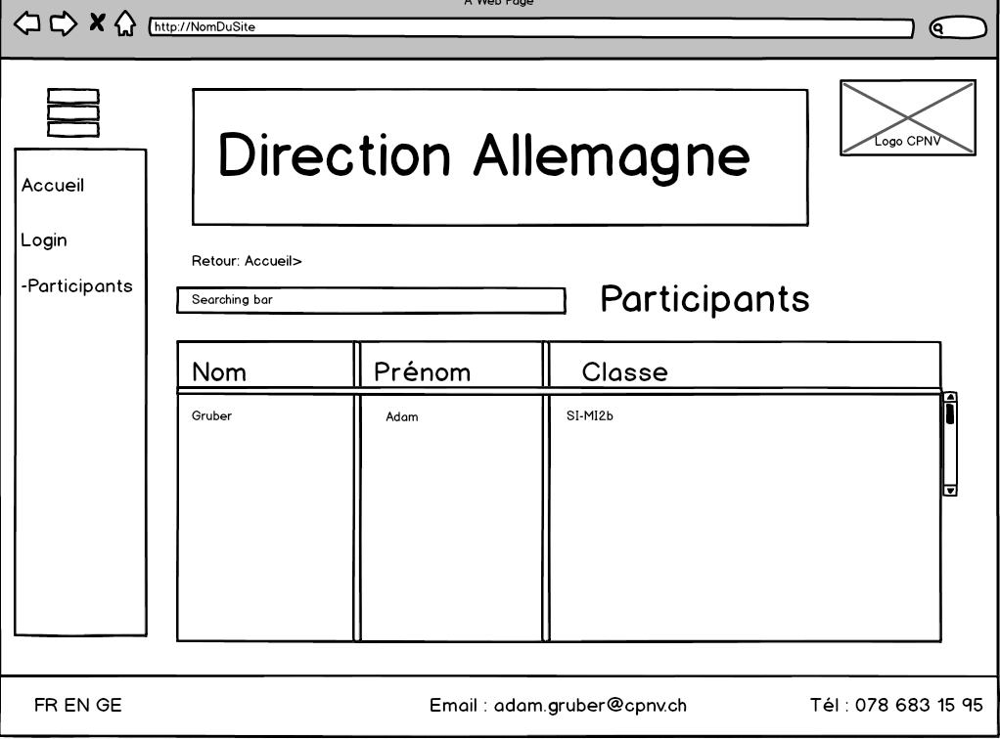 A Web Page
http://NomDuSite
Direction Allemagne
Logo CPNV
Accueil
Login
-Participants
Retour: Accueil>
Searching bar
Participants
Nom Prénom Classe
Gruber Adam SI-MI2b
FR EN GE
Email : adam.gruber@cpnv.ch
Tél : 078 683 15 95